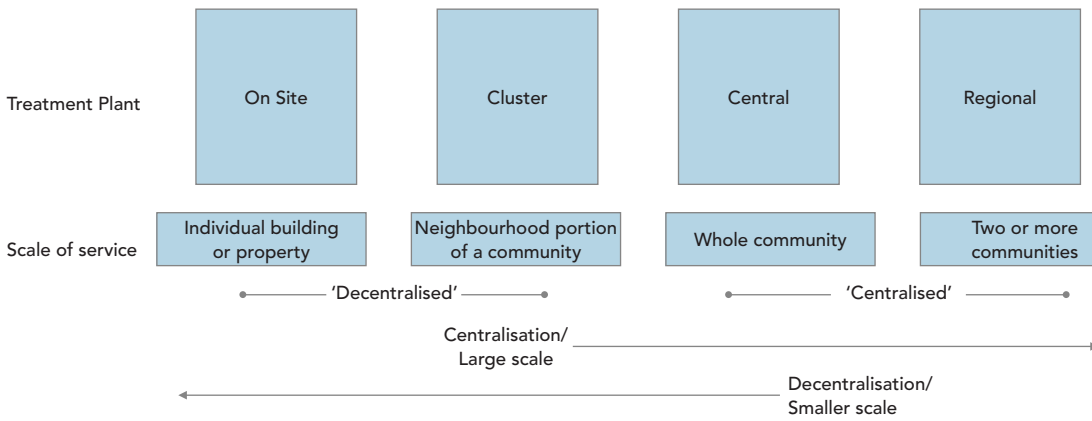 Treatment Plant
On Site
Cluster
Central
Regional
Scale of service
Individual building
or property
Neighbourhood portion
of a community
Whole community
Two or more
communities
'Decentralised'
'Centralised'
Centralisation/
Large scale
Decentralisation/
Smaller scale